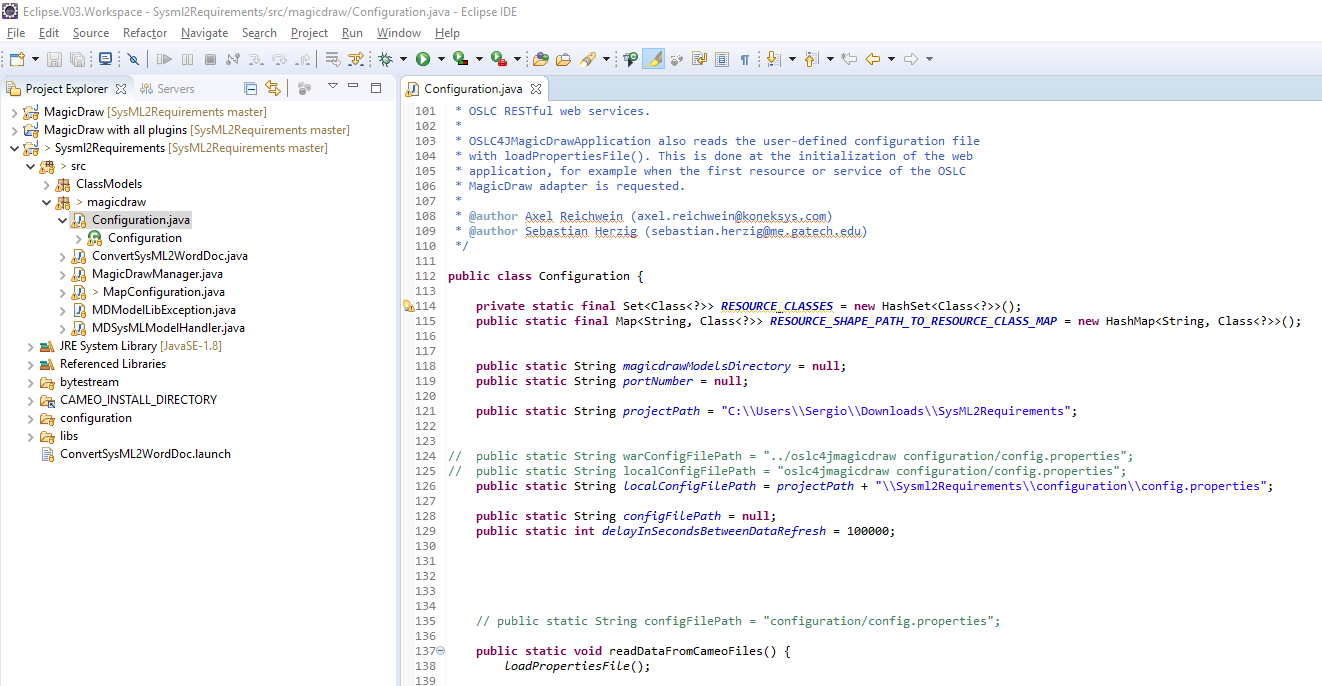 Eclipse.V03.Workspace - Sysml2Requirements/src/magicdraw/Configuration.java - Eclipse IDE
File Edit Source Refactor Navigate Search Project Run Window Help
Project Explorer Servers
MagicDraw [SysML2Requirements master]
MagicDraw with all plugins [SysML2Requirements master]
> Sysml2Requirements [SysML2Requirements master]
> src
ClassModels
> magicdraw
Configuration.java
Configuration
ConvertSysML2WordDoc.java
MagicDrawManager.java
> MapConfiguration.java
MDModelLibException.java
MDSysMLModelHandler.java
JRE System Library [JavaSE-1.8]
Referenced Libraries
bytestream
CAMEO_INSTALL_DIRECTORY
configuration
libs
ConvertSysML2WordDoc.launch
Configuration.java
101 * OSLC RESTful web services.
102 *
103 * OSLC4JMagicDrawApplication also reads the user-defined configuration file
104 * with loadPropertiesFile(). This is done at the initialization of the web
105 * application, for example when the first resource or service of the OSLC
106 * MagicDraw adapter is requested.
107 *
108 * @author Axel Reichwein (axel.reichwein@koneksys.com)
109 * @author Sebastian Herzig (sebastian.herzig@me.gatech.edu)
110 */
111
112 public class Configuration {
113
114 private static final Set<Class<?>> RESOURCE_CLASSES = new HashSet<Class<?>>();
115 public static final Map<String, Class<?>> RESOURCE_SHAPE_PATH_TO_RESOURCE_CLASS_MAP = new HashMap<String, Class<?>>();
116
117
118 public static String magicdrawModelsDirectory = null;
119 public static String portNumber = null;
120
121 public static String projectPath = "C:\\Users\\Sergio\\Downloads\\SysML2Requirements";
122
123
124 // public static String warConfigFilePath = "../oslc4jmagicdraw configuration/config.properties";
125 // public static String localConfigFilePath = "oslc4jmagicdraw configuration/config.properties";
126 public static String localConfigFilePath = projectPath + "\\Sysml2Requirements\\configuration\\config.properties";
127
128 public static String configFilePath = null;
129 public static int delayInSecondsBetweenDataRefresh = 100000;
130
131
132
133
134
135 // public static String configFilePath = "configuration/config.properties";
136
137 public static void readDataFromCameoFiles() {
138 loadPropertiesFile();
139